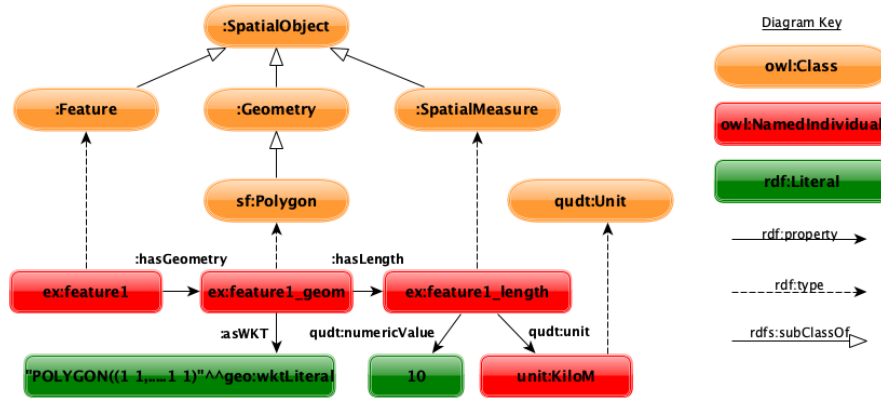 :SpatialObject
Diagram Key
owl:Class
:Feature
:Geometry
:SpatialMeasure
owl:NamedIndividual
rdf:Literal
sf:Polygon
qudt:Unit
rdf:property
:hasGeometry
:hasLength
ex:feature1
ex:feature1_geom
ex:feature1_length
rdf:type
:asWKT
qudt:numericValue
qudt:unit
rdfs:subClassOf
"POLYGON((1 1,.....1 1)"^^geo:wktLiteral
10
unit:KiloM